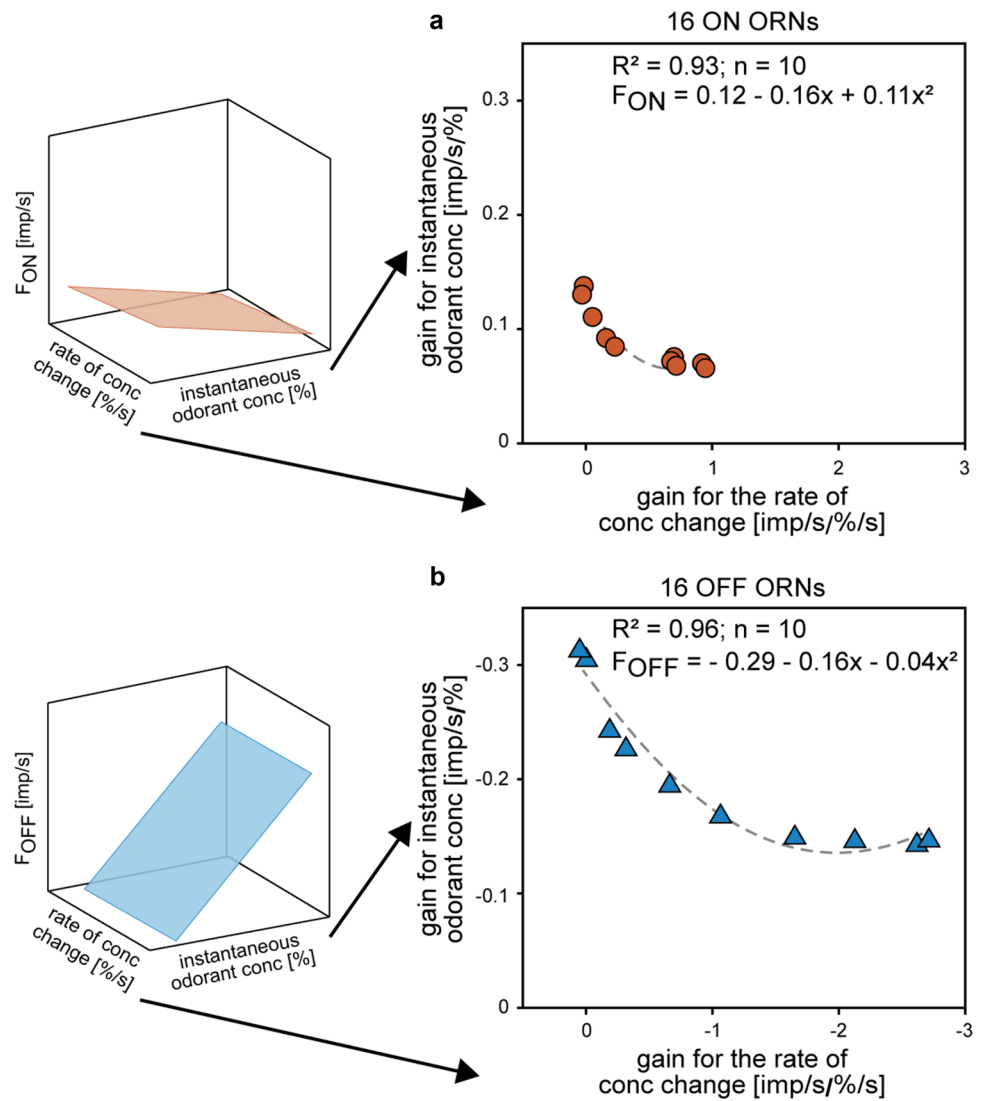 a
16 ON ORNs
R² = 0.93; n = 10
FON = 0.12 - 0.16x + 0.11x²
gain for instantaneous
odorant conc [imp/s/%]
0.3
0.2
0.1
0
0
1
2
3
gain for the rate of
conc change [imp/s/%/s]
FON [imp/s]
rate of conc
change [%/s]
instantaneous
odorant conc [%]
b
16 OFF ORNs
R² = 0.96; n = 10
FOFF = - 0.29 - 0.16x - 0.04x²
gain for instantaneous
odorant conc [imp/s/%]
-0.3
-0.2
-0.1
0
0
-1
-2
-3
gain for the rate of
conc change [imp/s/%/s]
FOFF [imp/s]
rate of conc
change [%/s]
instantaneous
odorant conc [%]